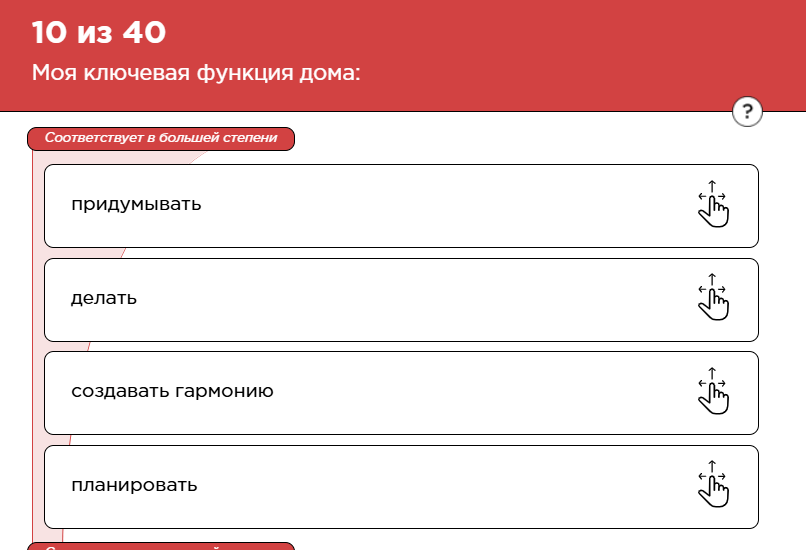 10 из 40
Моя ключевая функция дома:
?
Соответствует в большей степени
придумывать
делать
создавать гармонию
планировать